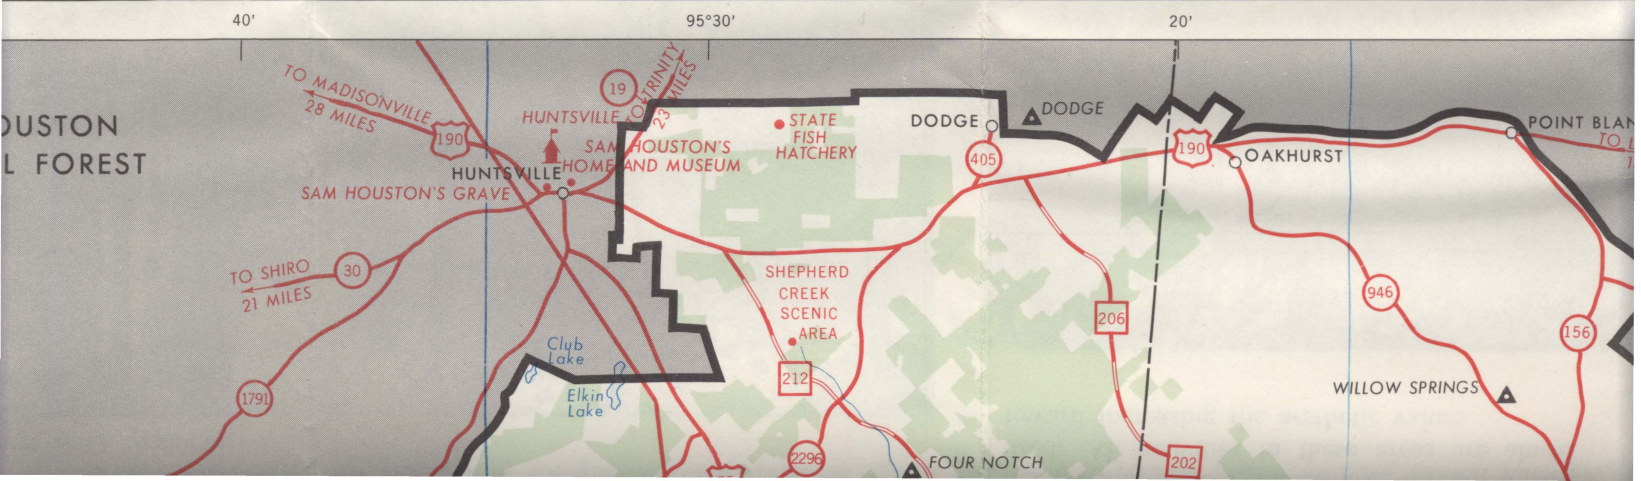 40'
95°30'
20'
OUSTON
L FOREST
TO MADISONVILLE
28 MILES
190
19
TO TRINITY
23 MILES
HUNTSVILLE
SAM HOUSTON'S
HOME AND MUSEUM
HUNTSVILLE
SAM HOUSTON'S GRAVE
STATE
FISH
HATCHERY
DODGE
DODGE
405
190
OAKHURST
POINT BLAN
TO L
1
TO SHIRO
21 MILES
30
SHEPHERD
CREEK
SCENIC
AREA
206
946
156
Club
Lake
Elkin
Lake
212
1791
WILLOW SPRINGS
2296
FOUR NOTCH
202